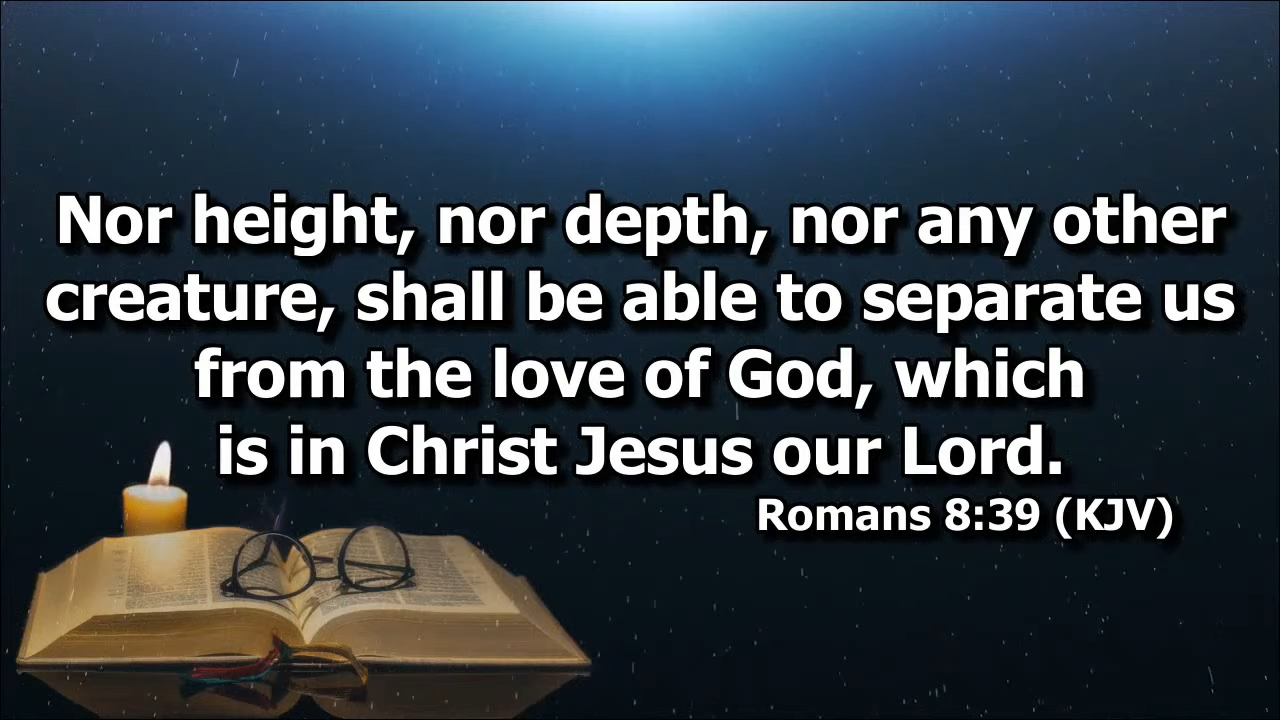 Nor height, nor depth, nor any other
creature, shall be able to separate us
from the love of God, which
is in Christ Jesus our Lord.
Romans 8:39 (KJV)